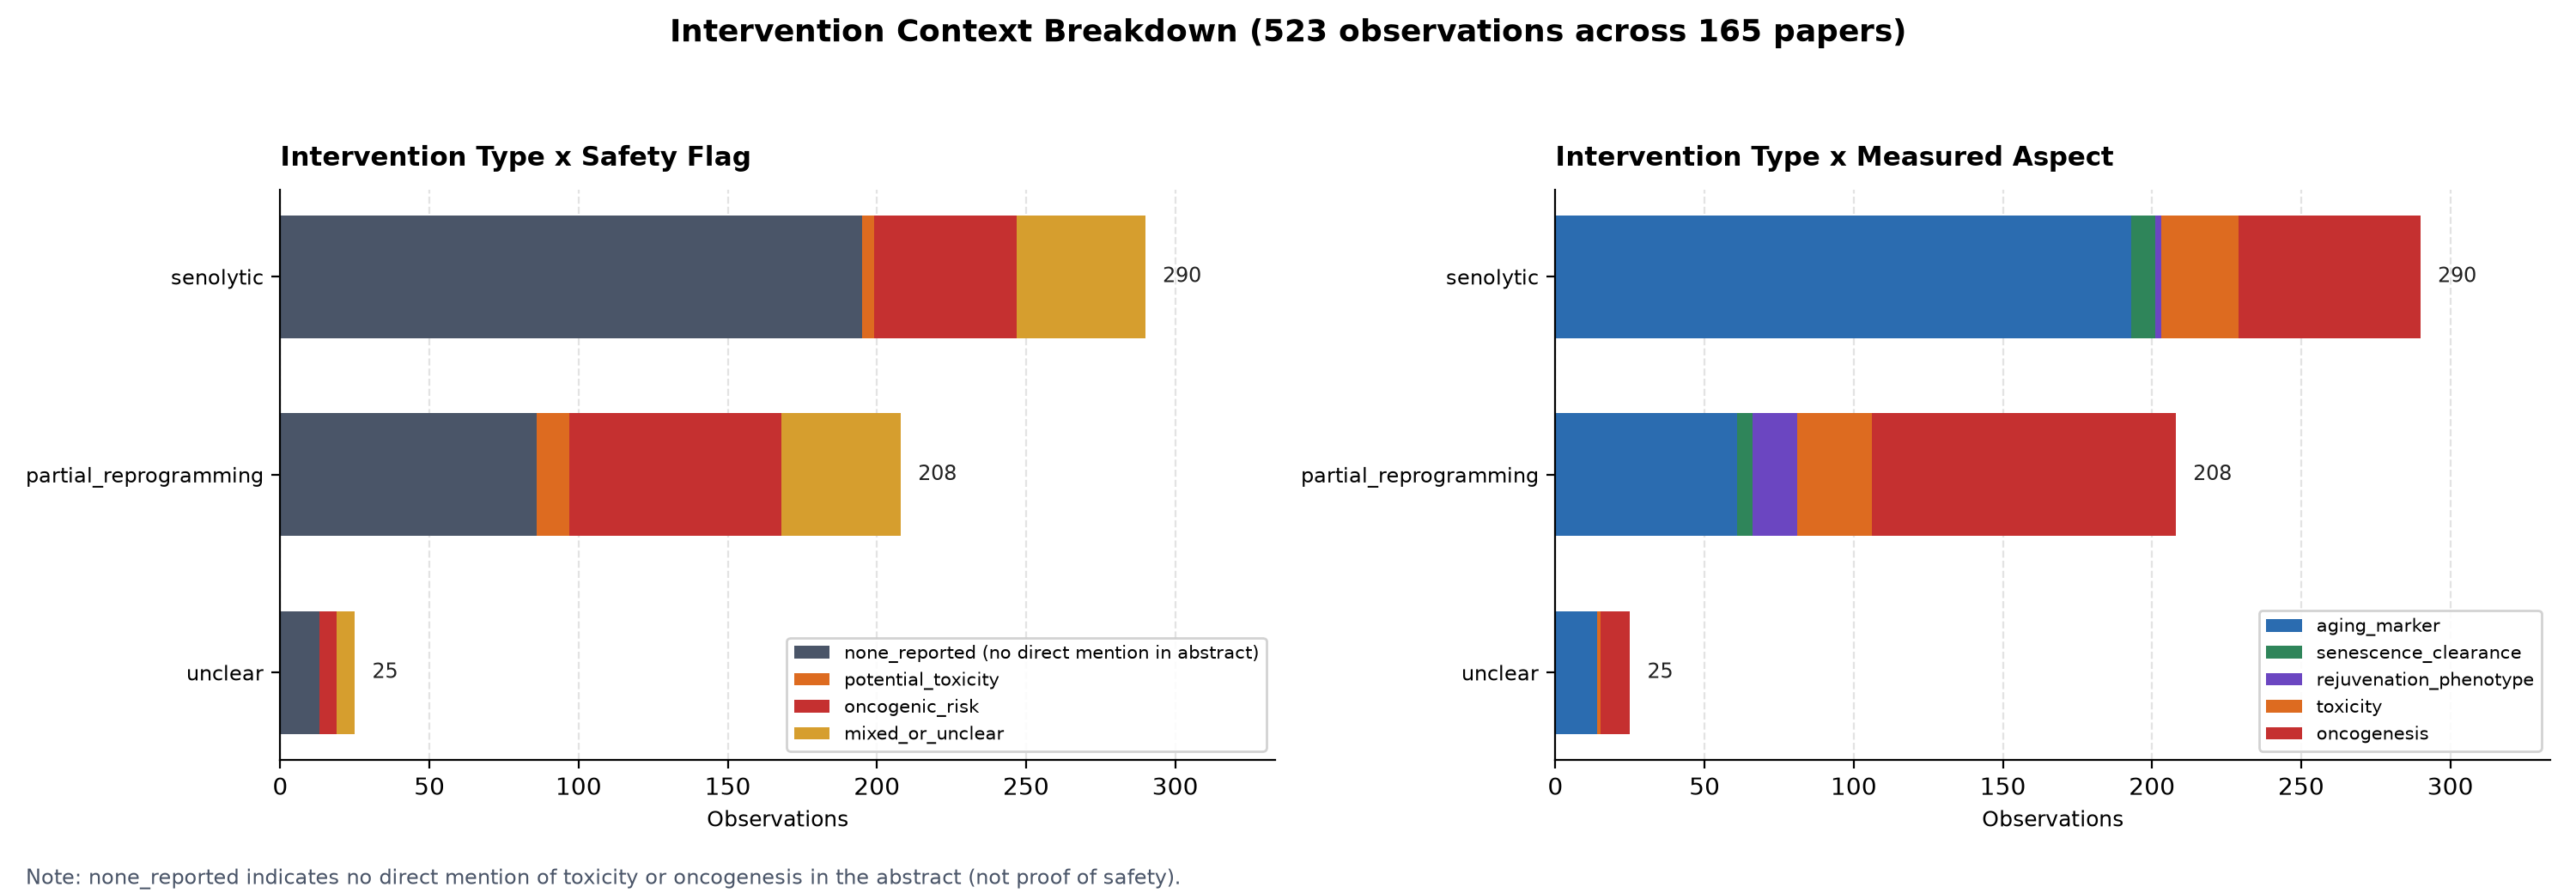 Intervention Context Breakdown (523 observations across 165 papers)
Intervention Type x Safety Flag
senolytic
290
partial_reprogramming
208
unclear
25
none_reported (no direct mention in abstract)
potential_toxicity
oncogenic_risk
mixed_or_unclear
0 50 100 150 200 250 300
Observations
Intervention Type x Measured Aspect
senolytic
290
partial_reprogramming
208
unclear
25
aging_marker
senescence_clearance
rejuvenation_phenotype
toxicity
oncogenesis
0 50 100 150 200 250 300
Observations
Note: none_reported indicates no direct mention of toxicity or oncogenesis in the abstract (not proof of safety).